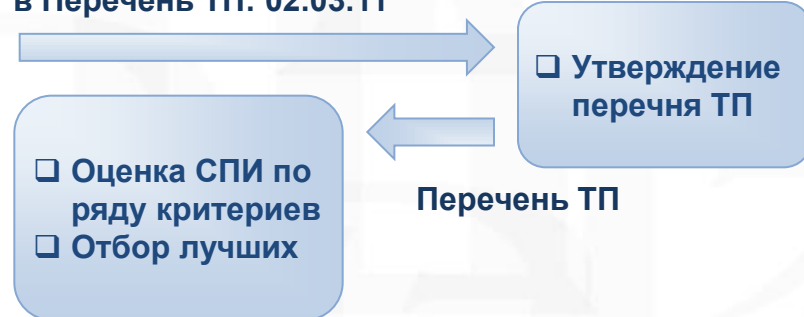 в Перечень ТП: 02.03.11
❑ Утверждение
перечня ТП
❑ Оценка СПИ по
ряду критериев
❑ Отбор лучших
Перечень ТП